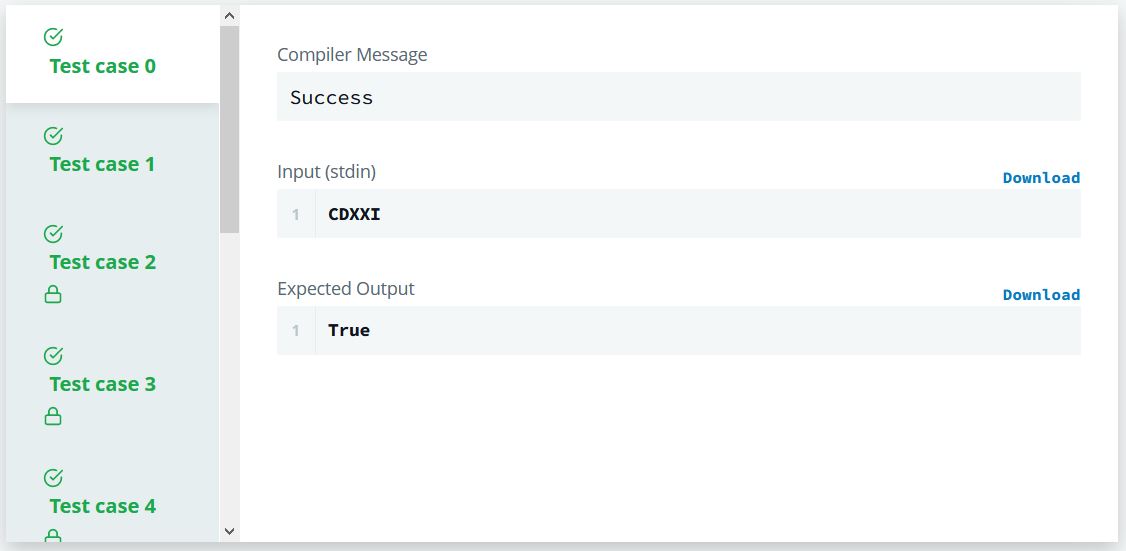 Test case 0
Test case 1
Test case 2
Test case 3
Test case 4
Compiler Message
Success
Input (stdin)
Download
1 CDXXI
Expected Output
Download
1 True